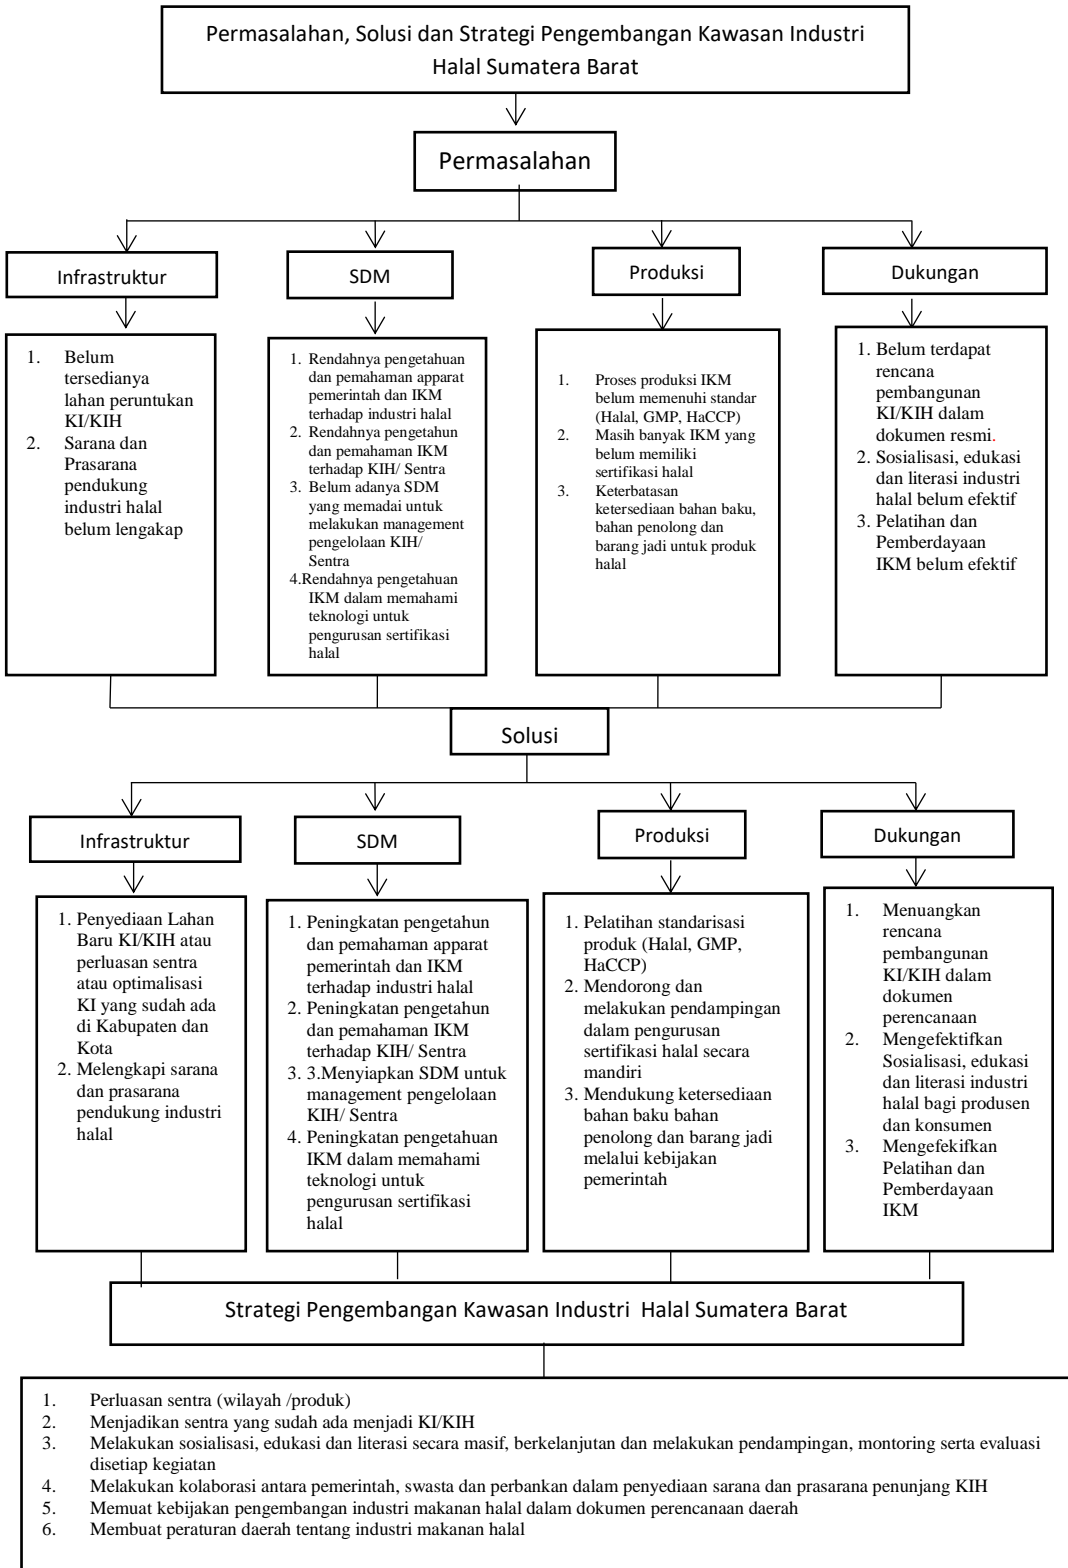 Permasalahan, Solusi dan Strategi Pengembangan Kawasan Industri
Halal Sumatera Barat
Permasalahan
Infrastruktur
SDM
Produksi
Dukungan
1. Belum
tersedianya
lahan peruntukan
KI/KIH
2. Sarana dan
Prasarana
pendukung
industri halal
belum lengakap
1. Rendahnya pengetahuan
dan pemahaman apparat
pemerintah dan IKM
terhadap industri halal
2. Rendahnya pengetahun
dan pemahaman IKM
terhadap KIH/ Sentra
3. Belum adanya SDM
yang memadai untuk
melakukan management
pengelolaan KIH/
Sentra
4.Rendahnya pengetahuan
IKM dalam memahami
teknologi untuk
pengurusan sertifikasi
halal
1. Proses produksi IKM
belum memenuhi standar
(Halal, GMP, HaCCP)
2. Masih banyak IKM yang
belum memiliki
sertifikasi halal
3. Keterbatasan
ketersediaan bahan baku,
bahan penolong dan
barang jadi untuk produk
halal
1. Belum terdapat
rencana
pembangunan
KI/KIH dalam
dokumen resmi.
2. Sosialisasi, edukasi
dan literasi industri
halal belum efektif
3. Pelatihan dan
Pemberdayaan
IKM belum efektif
Solusi
Infrastruktur
SDM
Produksi
Dukungan
1. Penyediaan Lahan
Baru KI/KIH atau
perluasan sentra
atau optimalisasi
KI yang sudah ada
di Kabupaten dan
Kota
2. Melengkapi sarana
dan prasarana
pendukung industri
halal
1. Peningkatan pengetahun
dan pemahaman apparat
pemerintah dan IKM
terhadap industri halal
2. Peningkatan pengetahun
dan pemahaman IKM
terhadap KIH/ Sentra
3. 3.Menyiapkan SDM untuk
management pengelolaan
KIH/ Sentra
4. Peningkatan pengetahuan
IKM dalam memahami
teknologi untuk
pengurusan sertifikasi
halal
1. Pelatihan standarisasi
produk (Halal, GMP,
HaCCP)
2. Mendorong dan
melakukan pendampingan
dalam pengurusan
sertifikasi halal secara
mandiri
3. Mendukung ketersediaan
bahan baku bahan
penolong dan barang jadi
melalui kebijakan
pemerintah
1. Menuangkan
rencana
pembangunan
KI/KIH dalam
dokumen
perencanaan
2. Mengefektifkan
Sosialisasi, edukasi
dan literasi industri
halal bagi produsen
dan konsumen
3. Mengefekifkan
Pelatihan dan
Pemberdayaan
IKM
Strategi Pengembangan Kawasan Industri Halal Sumatera Barat
1. Perluasan sentra (wilayah /produk)
2. Menjadikan sentra yang sudah ada menjadi KI/KIH
3. Melakukan sosialisasi, edukasi dan literasi secara masif, berkelanjutan dan melakukan pendampingan, montoring serta evaluasi
disetiap kegiatan
4. Melakukan kolaborasi antara pemerintah, swasta dan perbankan dalam penyediaan sarana dan prasarana penunjang KIH
5. Memuat kebijakan pengembangan industri makanan halal dalam dokumen perencanaan daerah
6. Membuat peraturan daerah tentang industri makanan halal